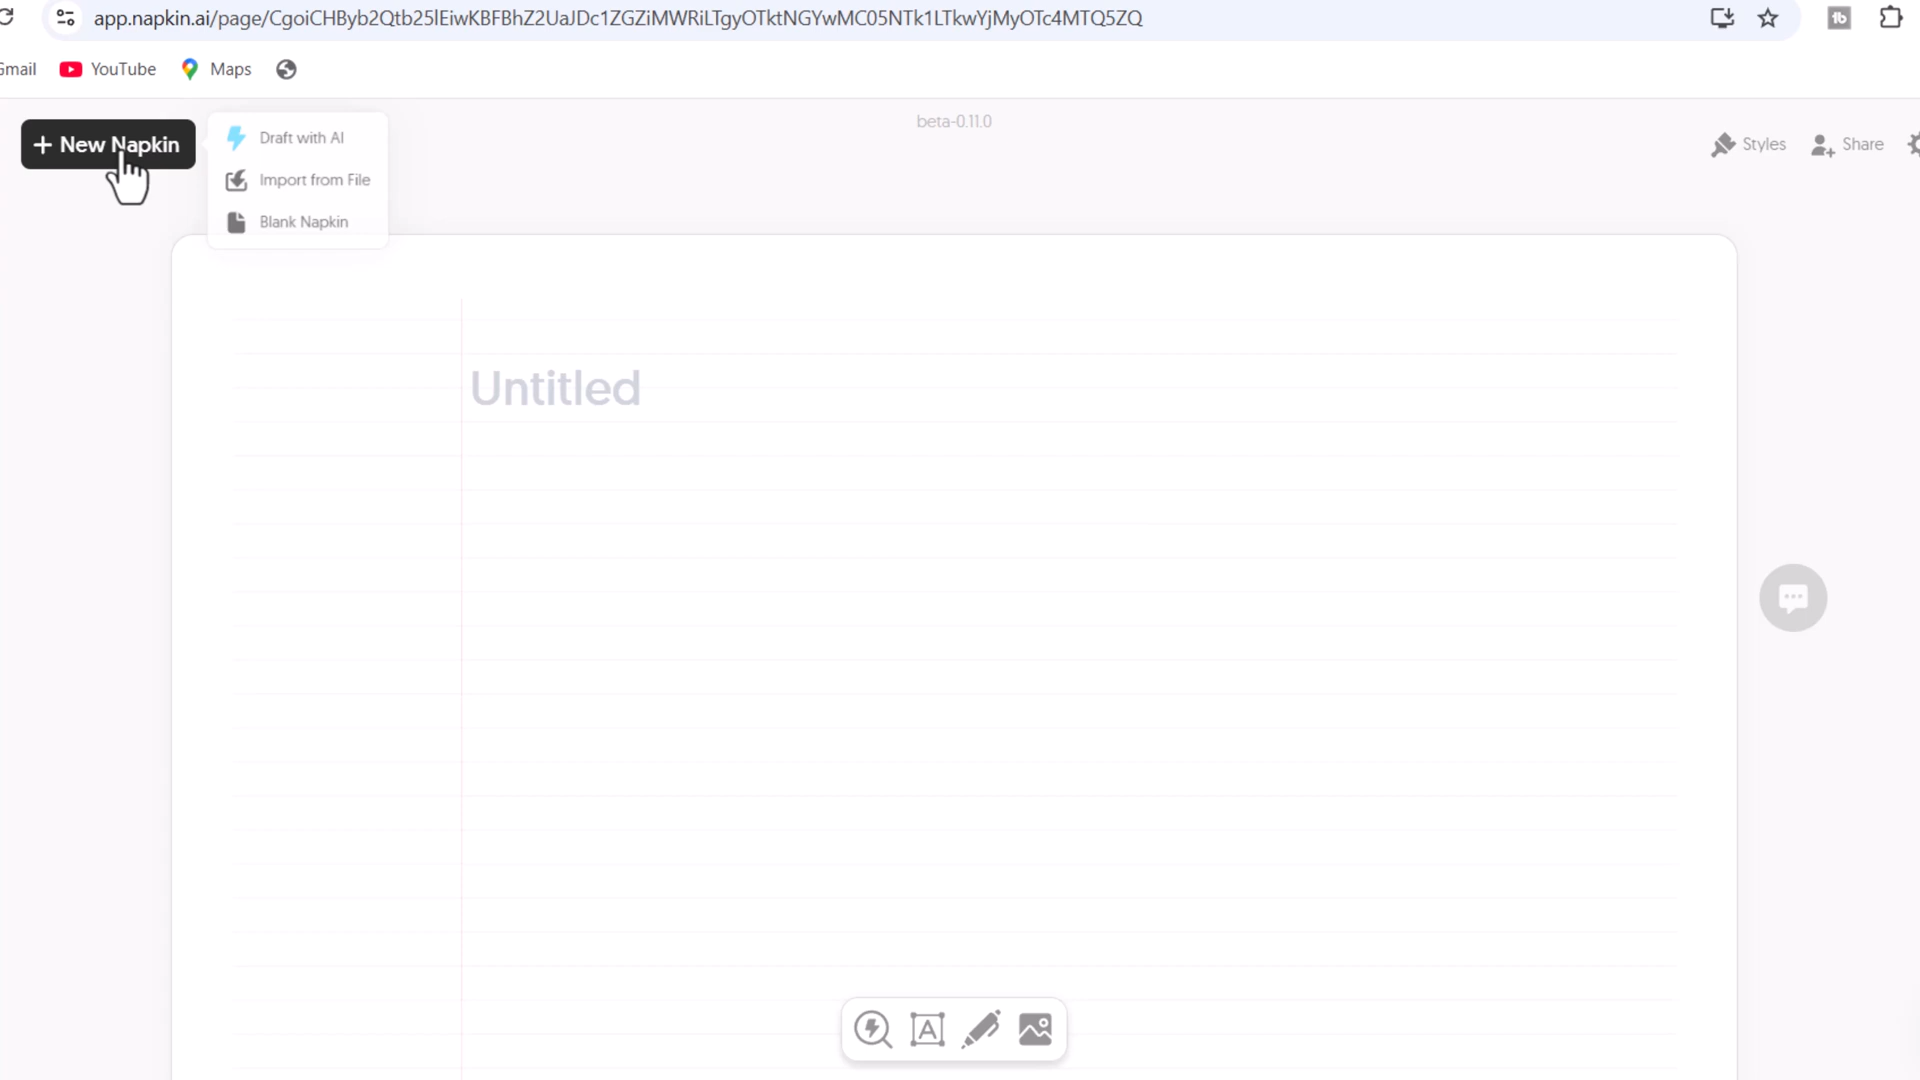 app.napkin.ai/page/CgoiCHByb2Qtb25lEiwKBFBhZ2UaJDc1ZGZiMWRiLTgyOTktNGYwMC05NTk1LTkwYjMyOTc4MTQ5ZQ
Gmail YouTube Maps
+ New Napkin
Draft with AI
Import from File
Blank Napkin
beta-0.11.0
Styles Share
Untitled